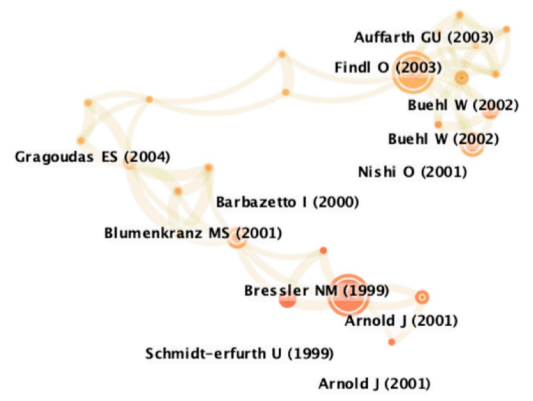 Auffarth GU (2003)
Findl O (2003)
Buehl W (2002)
Buehl W (2002)
Gragoudas ES (2004)
Nishi O (2001)
Barbazetto I (2000)
Blumenkranz MS (2001)
Bressler NM (1999)
Arnold J (2001)
Schmidt-erfurth U (1999)
Arnold J (2001)